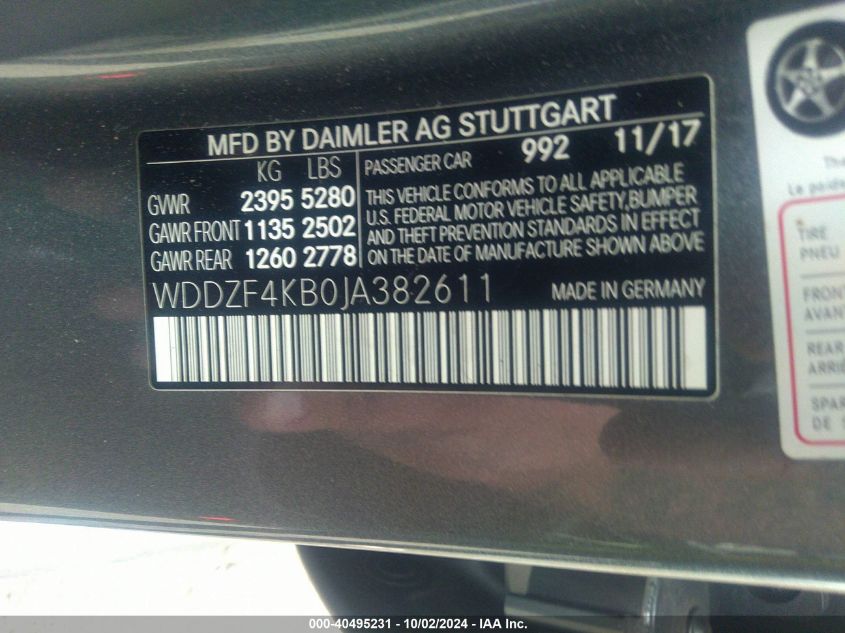 MFD BY DAIMLER AG STUTTGART
KG LBS
GVWR 2395 5280
GAWR FRONT 1135 2502
GAWR REAR 1260 2778
PASSENGER CAR 992 11/17
THIS VEHICLE CONFORMS TO ALL APPLICABLE
U.S. FEDERAL MOTOR VEHICLE SAFETY,BUMPER
AND THEFT PREVENTION STANDARDS IN EFFECT
ON THE DATE OF MANUFACTURE SHOWN ABOVE
WDDZF4KB0JA382611 MADE IN GERMANY
The
Le poids
TIRE
PNEU
FRONT
AVANT
REAR
DE
000-40495231 - 10/02/2024 - IAA Inc.